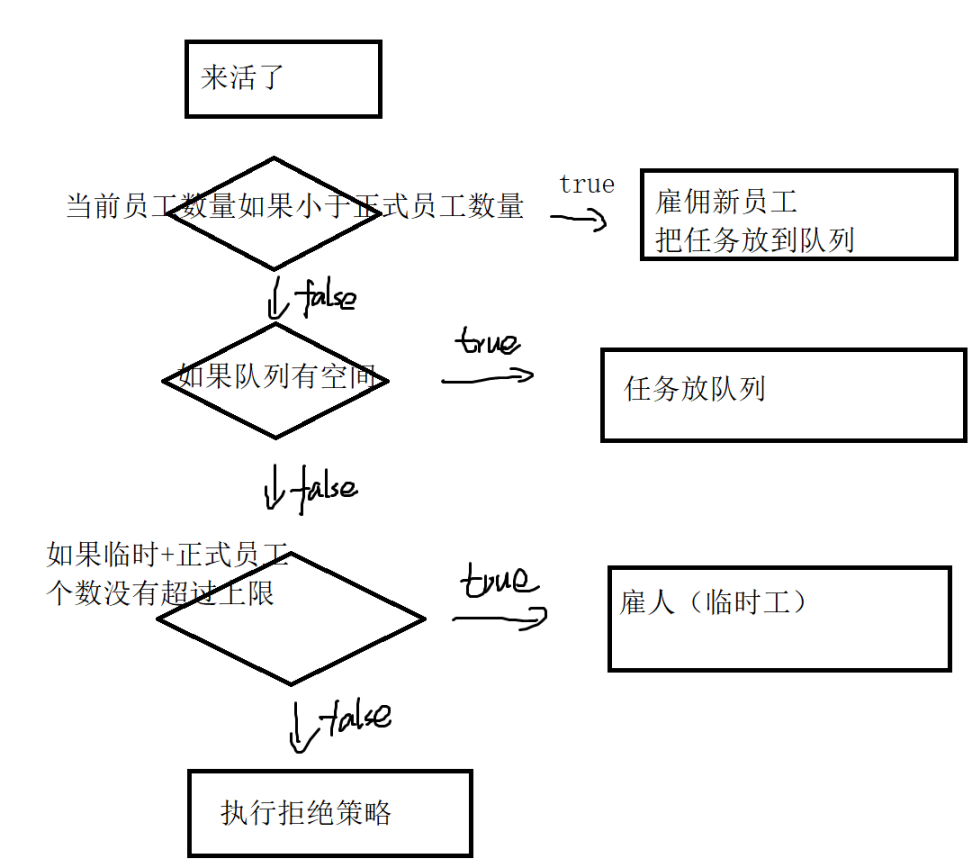 来活了
当前员工数量如果小于正式员工数量
true
雇佣新员工
把任务放到队列
false
如果队列有空间
true
任务放队列
false
如果临时+正式员工
个数没有超过上限
true
雇人（临时工）
false
执行拒绝策略